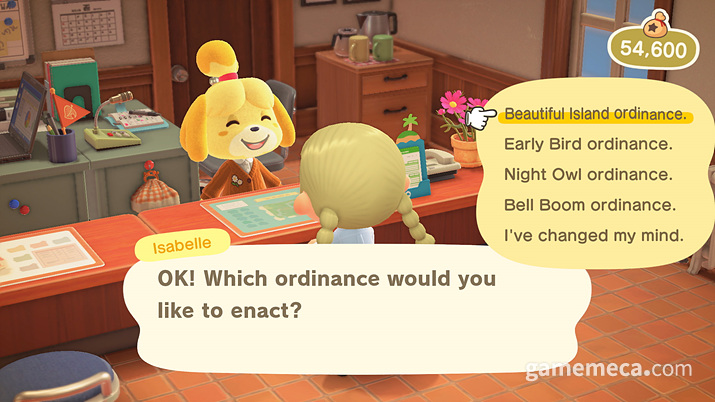 54,600
Beautiful Island ordinance.
Early Bird ordinance.
Night Owl ordinance.
Bell Boom ordinance.
I've changed my mind.
Isabelle
OK! Which ordinance would you
like to enact?
gamemeca.com